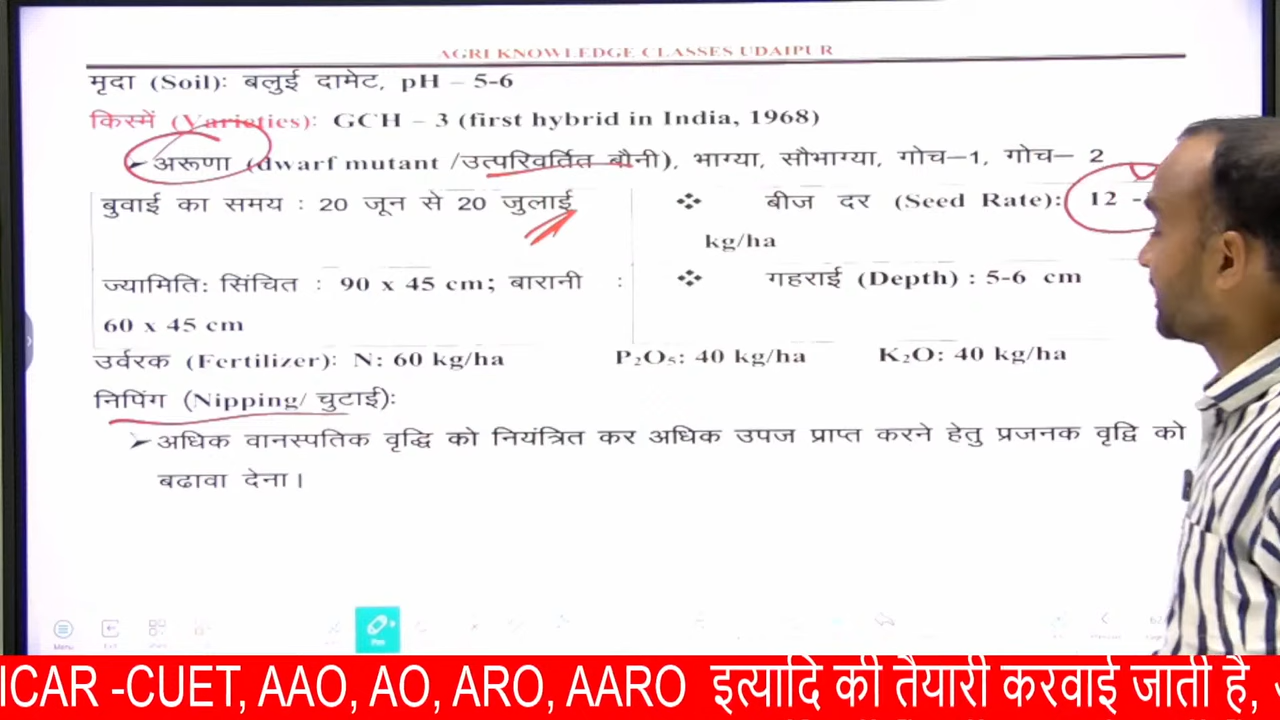 AGRI KNOWLEDGE CLASSES UDAIPUR
मृदा (Soil): बलुई दामेट, pH – 5-6
किस्में (Varieties): GCH – 3 (first hybrid in India, 1968)
➤ अरूणा (dwarf mutant /उत्परिवर्तित बौनी), भाग्या, सौभाग्या, गोच–1, गोच– 2
बुवाई का समय : 20 जून से 20 जुलाई
❖ बीज दर (Seed Rate): 12 -
kg/ha
ज्यामिति: सिंचित : 90 x 45 cm; बारानी :
60 x 45 cm
❖ गहराई (Depth) : 5-6 cm
उर्वरक (Fertilizer): N: 60 kg/ha P₂O₅: 40 kg/ha K₂O: 40 kg/ha
निपिंग (Nipping/ चुटाई):
➤ अधिक वानस्पतिक वृद्धि को नियंत्रित कर अधिक उपज प्राप्त करने हेतु प्रजनक वृद्वि को
बढावा देना।
Menu Exit Pen
ICAR -CUET, AAO, AO, ARO, AARO इत्यादि की तैयारी करवाई जाती है,